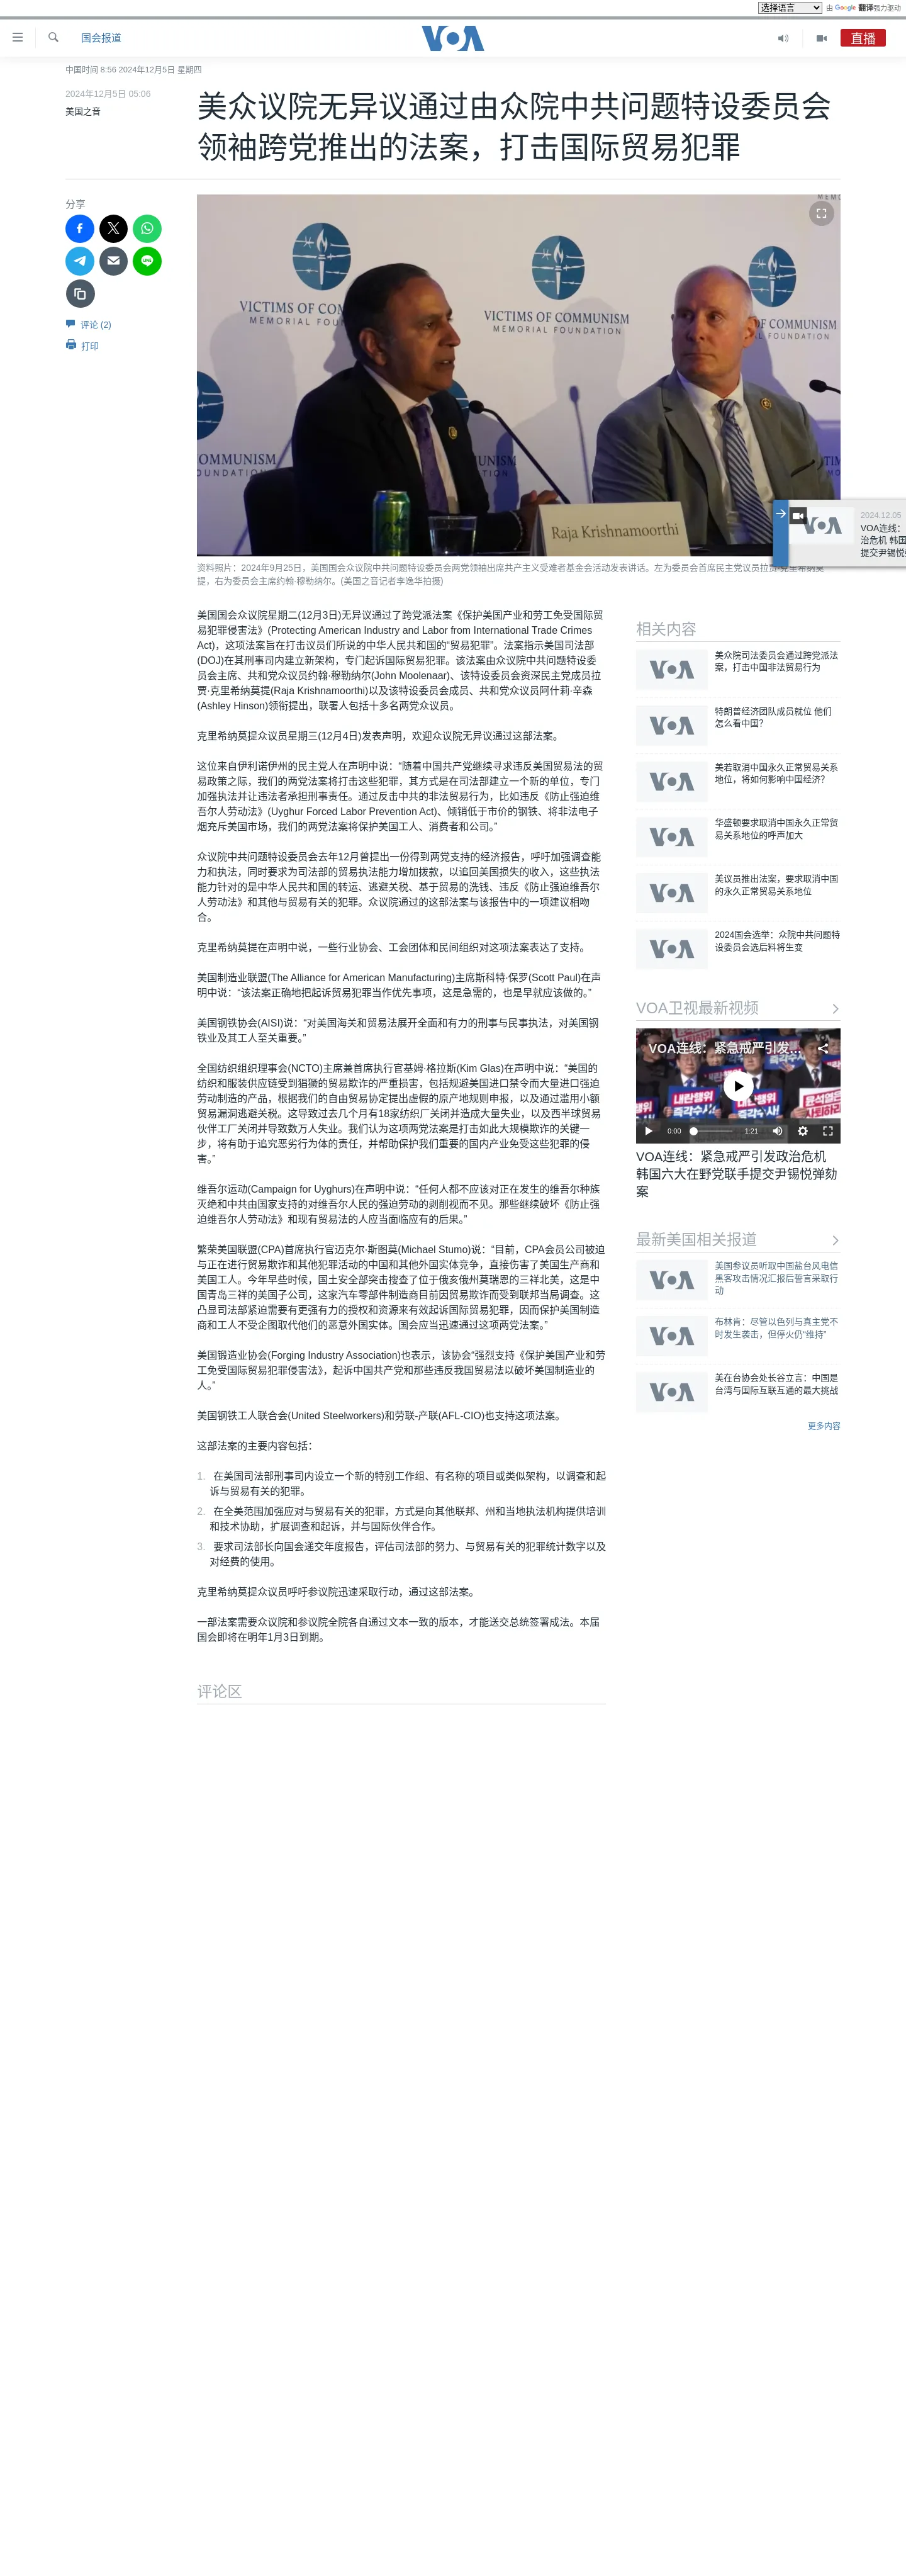 选择语言 由 Google 翻译强力驱动
国会报道
VOA
直播
中国时间 8:56 2024年12月5日 星期四
2024年12月5日 05:06
美国之音
美众议院无异议通过由众院中共问题特设委员会
领袖跨党推出的法案，打击国际贸易犯罪
分享
评论 (2)
打印
VICTIMS OF COMMUNISM
MEMORIAL FOUNDATION
VICTIMS OF COMMUNISM
MEMORIAL FOUNDATION
Raja Krishnamoorthi
2024.12.05
VOA连线：
治危机 韩国
提交尹锡悦
资料照片：2024年9月25日，美国国会众议院中共问题特设委员会两党领袖出席共产主义受难者基金会活动发表讲话。左为委员会首席民主党议员拉贾·克里希纳莫
提，右为委员会主席约翰·穆勒纳尔。(美国之音记者李逸华拍摄)
美国国会众议院星期二(12月3日)无异议通过了跨党派法案《保护美国产业和劳工免受国际贸
易犯罪侵害法》(Protecting American Industry and Labor from International Trade Crimes
Act)，这项法案旨在打击议员们所说的中华人民共和国的“贸易犯罪”。法案指示美国司法部
(DOJ)在其刑事司内建立新架构，专门起诉国际贸易犯罪。该法案由众议院中共问题特设委
员会主席、共和党众议员约翰·穆勒纳尔(John Moolenaar)、该特设委员会资深民主党成员拉
贾·克里希纳莫提(Raja Krishnamoorthi)以及该特设委员会成员、共和党众议员阿什莉·辛森
(Ashley Hinson)领衔提出，联署人包括十多名两党众议员。
克里希纳莫提众议员星期三(12月4日)发表声明，欢迎众议院无异议通过这部法案。
这位来自伊利诺伊州的民主党人在声明中说：“随着中国共产党继续寻求违反美国贸易法的贸
易政策之际，我们的两党法案将打击这些犯罪，其方式是在司法部建立一个新的单位，专门
加强执法并让违法者承担刑事责任。通过反击中共的非法贸易行为，比如违反《防止强迫维
吾尔人劳动法》(Uyghur Forced Labor Prevention Act)、倾销低于市价的钢铁、将非法电子
烟充斥美国市场，我们的两党法案将保护美国工人、消费者和公司。”
众议院中共问题特设委员会去年12月曾提出一份得到两党支持的经济报告，呼吁加强调查能
力和执法，同时要求为司法部的贸易执法能力增加拨款，以追回美国损失的收入，这些执法
能力针对的是中华人民共和国的转运、逃避关税、基于贸易的洗钱、违反《防止强迫维吾尔
人劳动法》和其他与贸易有关的犯罪。众议院通过的这部法案与该报告中的一项建议相吻
合。
克里希纳莫提在声明中说，一些行业协会、工会团体和民间组织对这项法案表达了支持。
美国制造业联盟(The Alliance for American Manufacturing)主席斯科特·保罗(Scott Paul)在声
明中说：“该法案正确地把起诉贸易犯罪当作优先事项，这是急需的，也是早就应该做的。”
美国钢铁协会(AISI)说：“对美国海关和贸易法展开全面和有力的刑事与民事执法，对美国钢
铁业及其工人至关重要。”
全国纺织组织理事会(NCTO)主席兼首席执行官基姆·格拉斯(Kim Glas)在声明中说：“美国的
纺织和服装供应链受到猖獗的贸易欺诈的严重损害，包括规避美国进口禁令而大量进口强迫
劳动制造的产品，根据我们的自由贸易协定提出虚假的原产地规则申报，以及通过滥用小额
贸易漏洞逃避关税。这导致过去几个月有18家纺织厂关闭并造成大量失业，以及西半球贸易
伙伴工厂关闭并导致数万人失业。我们认为这项两党法案是打击如此大规模欺诈的关键一
步，将有助于追究恶劣行为体的责任，并帮助保护我们重要的国内产业免受这些犯罪的侵
害。”
维吾尔运动(Campaign for Uyghurs)在声明中说：“任何人都不应该对正在发生的维吾尔种族
灭绝和中共由国家支持的对维吾尔人民的强迫劳动的剥削视而不见。那些继续破坏《防止强
迫维吾尔人劳动法》和现有贸易法的人应当面临应有的后果。”
繁荣美国联盟(CPA)首席执行官迈克尔·斯图莫(Michael Stumo)说：“目前，CPA会员公司被迫
与正在进行贸易欺诈和其他犯罪活动的中国和其他外国实体竞争，直接伤害了美国生产商和
美国工人。今年早些时候，国土安全部突击搜查了位于俄亥俄州莫瑞恩的三祥北美，这是中
国青岛三祥的美国子公司，这家汽车零部件制造商目前因贸易欺诈而受到联邦当局调查。这
凸显司法部紧迫需要有更强有力的授权和资源来有效起诉国际贸易犯罪，因而保护美国制造
商和工人不受企图取代他们的恶意外国实体。国会应当迅速通过这项两党法案。”
美国锻造业协会(Forging Industry Association)也表示，该协会“强烈支持《保护美国产业和劳
工免受国际贸易犯罪侵害法》，起诉中国共产党和那些违反我国贸易法以破坏美国制造业的
人。”
美国钢铁工人联合会(United Steelworkers)和劳联-产联(AFL-CIO)也支持这项法案。
这部法案的主要内容包括：
1. 在美国司法部刑事司内设立一个新的特别工作组、有名称的项目或类似架构，以调查和起
诉与贸易有关的犯罪。
2. 在全美范围加强应对与贸易有关的犯罪，方式是向其他联邦、州和当地执法机构提供培训
和技术协助，扩展调查和起诉，并与国际伙伴合作。
3. 要求司法部长向国会递交年度报告，评估司法部的努力、与贸易有关的犯罪统计数字以及
对经费的使用。
克里希纳莫提众议员呼吁参议院迅速采取行动，通过这部法案。
一部法案需要众议院和参议院全院各自通过文本一致的版本，才能送交总统签署成法。本届
国会即将在明年1月3日到期。
评论区
相关内容
美众院司法委员会通过跨党派法
案，打击中国非法贸易行为
特朗普经济团队成员就位 他们
怎么看中国？
美若取消中国永久正常贸易关系
地位，将如何影响中国经济？
华盛顿要求取消中国永久正常贸
易关系地位的呼声加大
美议员推出法案，要求取消中国
的永久正常贸易关系地位
2024国会选举：众院中共问题特
设委员会选后料将生变
VOA卫视最新视频
VOA连线：紧急戒严引发...
0:00 1:21
VOA连线：紧急戒严引发政治危机
韩国六大在野党联手提交尹锡悦弹劾
案
最新美国相关报道
美国参议员听取中国盐台风电信
黑客攻击情况汇报后誓言采取行
动
布林肯：尽管以色列与真主党不
时发生袭击，但停火仍“维持”
美在台协会处长谷立言：中国是
台湾与国际互联互通的最大挑战
更多内容